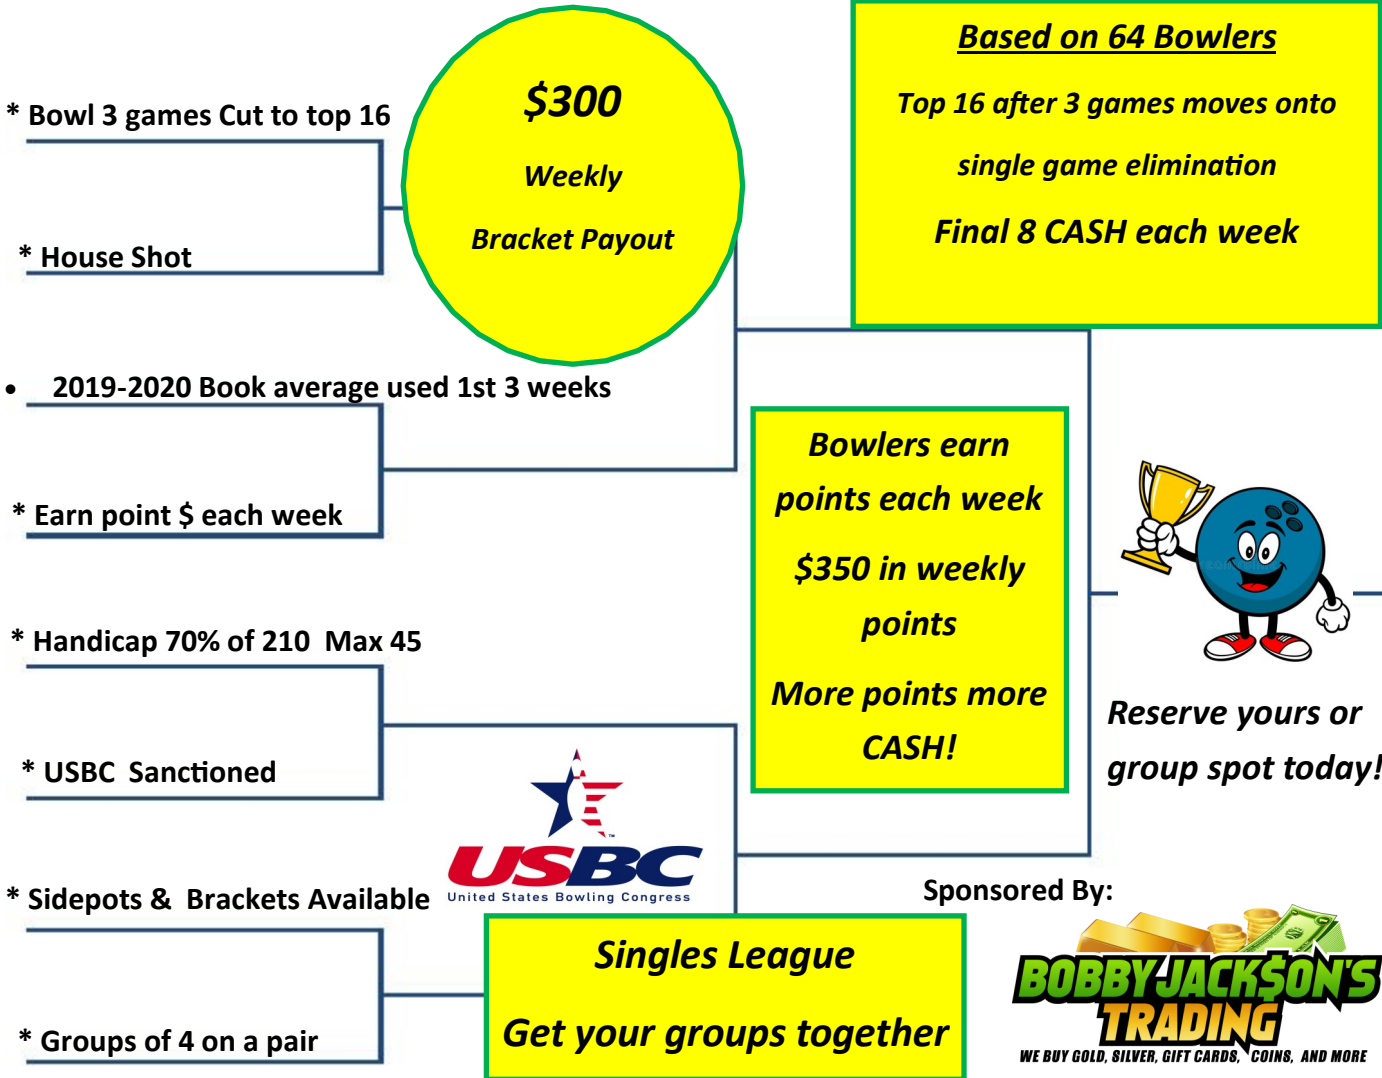 * Bowl 3 games Cut to top 16
* House Shot
• 2019-2020 Book average used 1st 3 weeks
* Earn point $ each week
* Handicap 70% of 210 Max 45
* USBC Sanctioned
* Sidepots & Brackets Available
* Groups of 4 on a pair
$300
Weekly
Bracket Payout
Based on 64 Bowlers
Top 16 after 3 games moves onto
single game elimination
Final 8 CASH each week
Bowlers earn
points each week
$350 in weekly
points
More points more
CASH!
Reserve yours or
group spot today!
USBC
United States Bowling Congress
Singles League
Get your groups together
Sponsored By:
BOBBY JACK$ON'S
TRADING
WE BUY GOLD, SILVER, GIFT CARDS, COINS, AND MORE